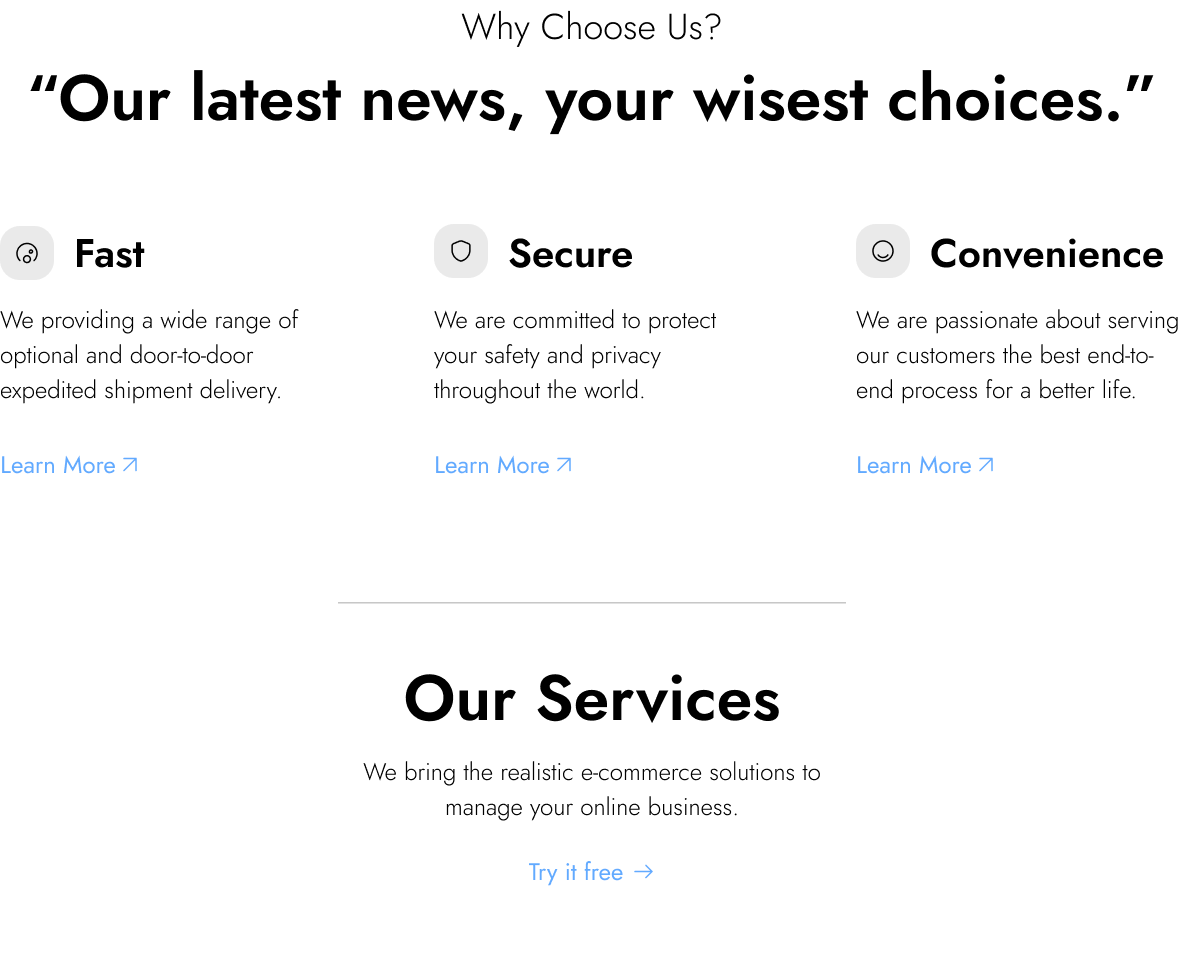 Why Choose Us?
“Our latest news, your wisest choices.”
Fast
We providing a wide range of
optional and door-to-door
expedited shipment delivery.
Learn More
Secure
We are committed to protect
your safety and privacy
throughout the world.
Learn More
Convenience
We are passionate about serving
our customers the best end-to-
end process for a better life.
Learn More
Our Services
We bring the realistic e-commerce solutions to
manage your online business.
Try it free